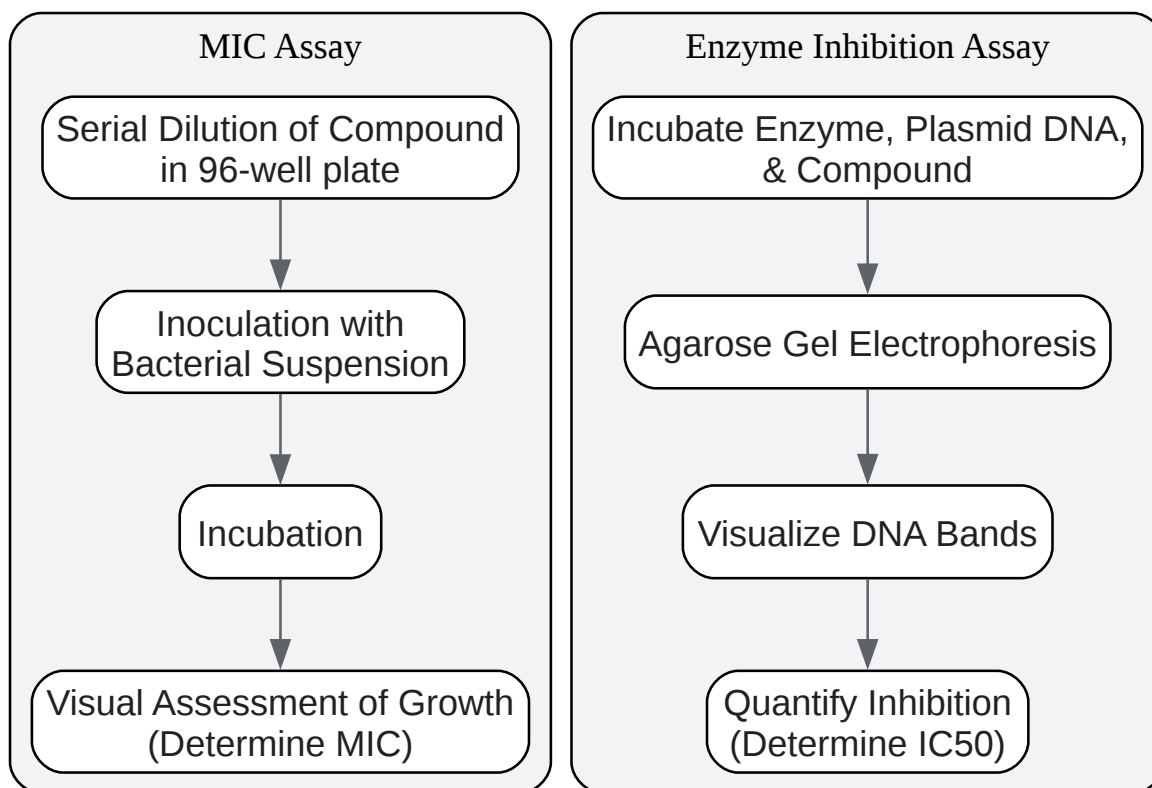 MIC Assay
Serial Dilution of Compound
in 96-well plate
Inoculation with
Bacterial Suspension
Incubation
Visual Assessment of Growth
(Determine MIC)
Enzyme Inhibition Assay
Incubate Enzyme, Plasmid DNA,
& Compound
Agarose Gel Electrophoresis
Visualize DNA Bands
Quantify Inhibition
(Determine IC50)